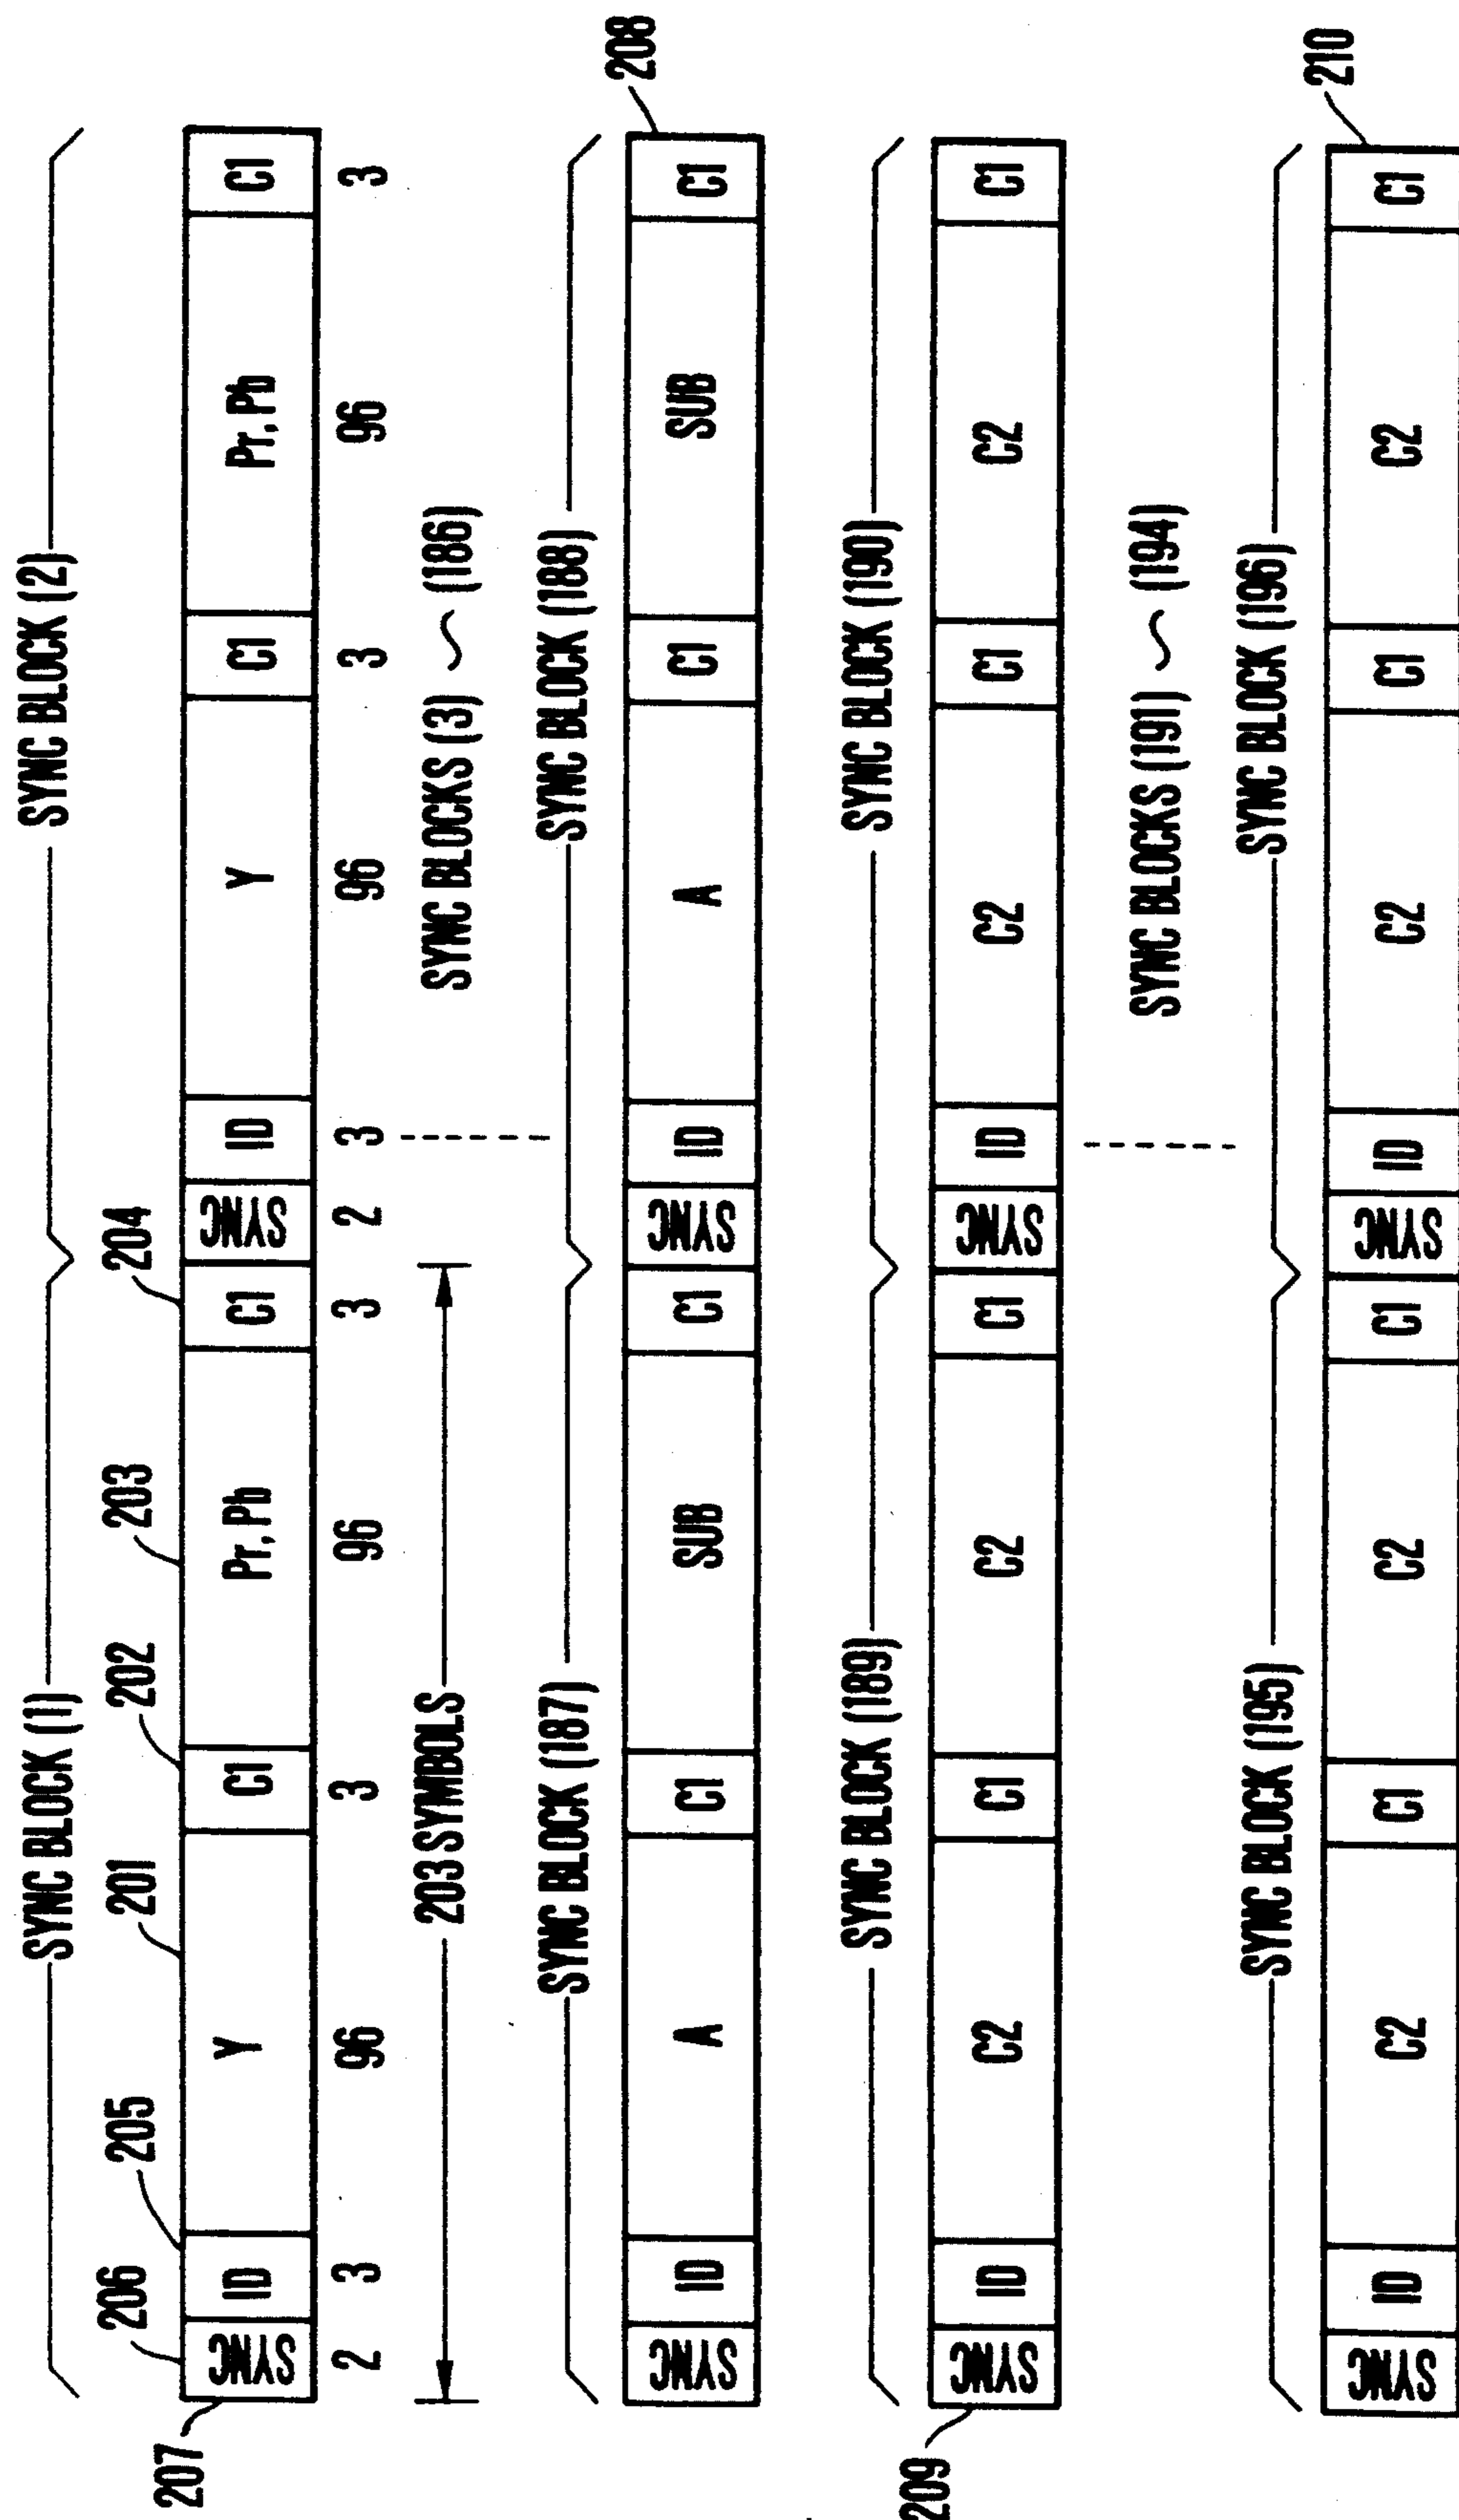 SYNC BLOCK (1) SYNC BLOCK (2)
206 205 201 202 203 204
207 SYNC ID Y C1 Pr, Pb C1 SYNC ID Y C1 Pr, Pb C1
2 3 96 3 96 3 2 3 96 3 96 3
203 SYMBOLS SYNC BLOCKS (3) ~ (186)
SYNC BLOCK (187) SYNC BLOCK (188)
SYNC ID A C1 SUB C1 SYNC ID A C1 SUB C1 208
SYNC BLOCK (189) SYNC BLOCK (190)
209 SYNC ID C2 C1 C2 C1 SYNC ID C2 C1 C2 C1
SYNC BLOCKS (191) ~ (194)
SYNC BLOCK (195) SYNC BLOCK (196)
SYNC ID C2 C1 C2 C1 SYNC ID C2 C1 C2 C1 210